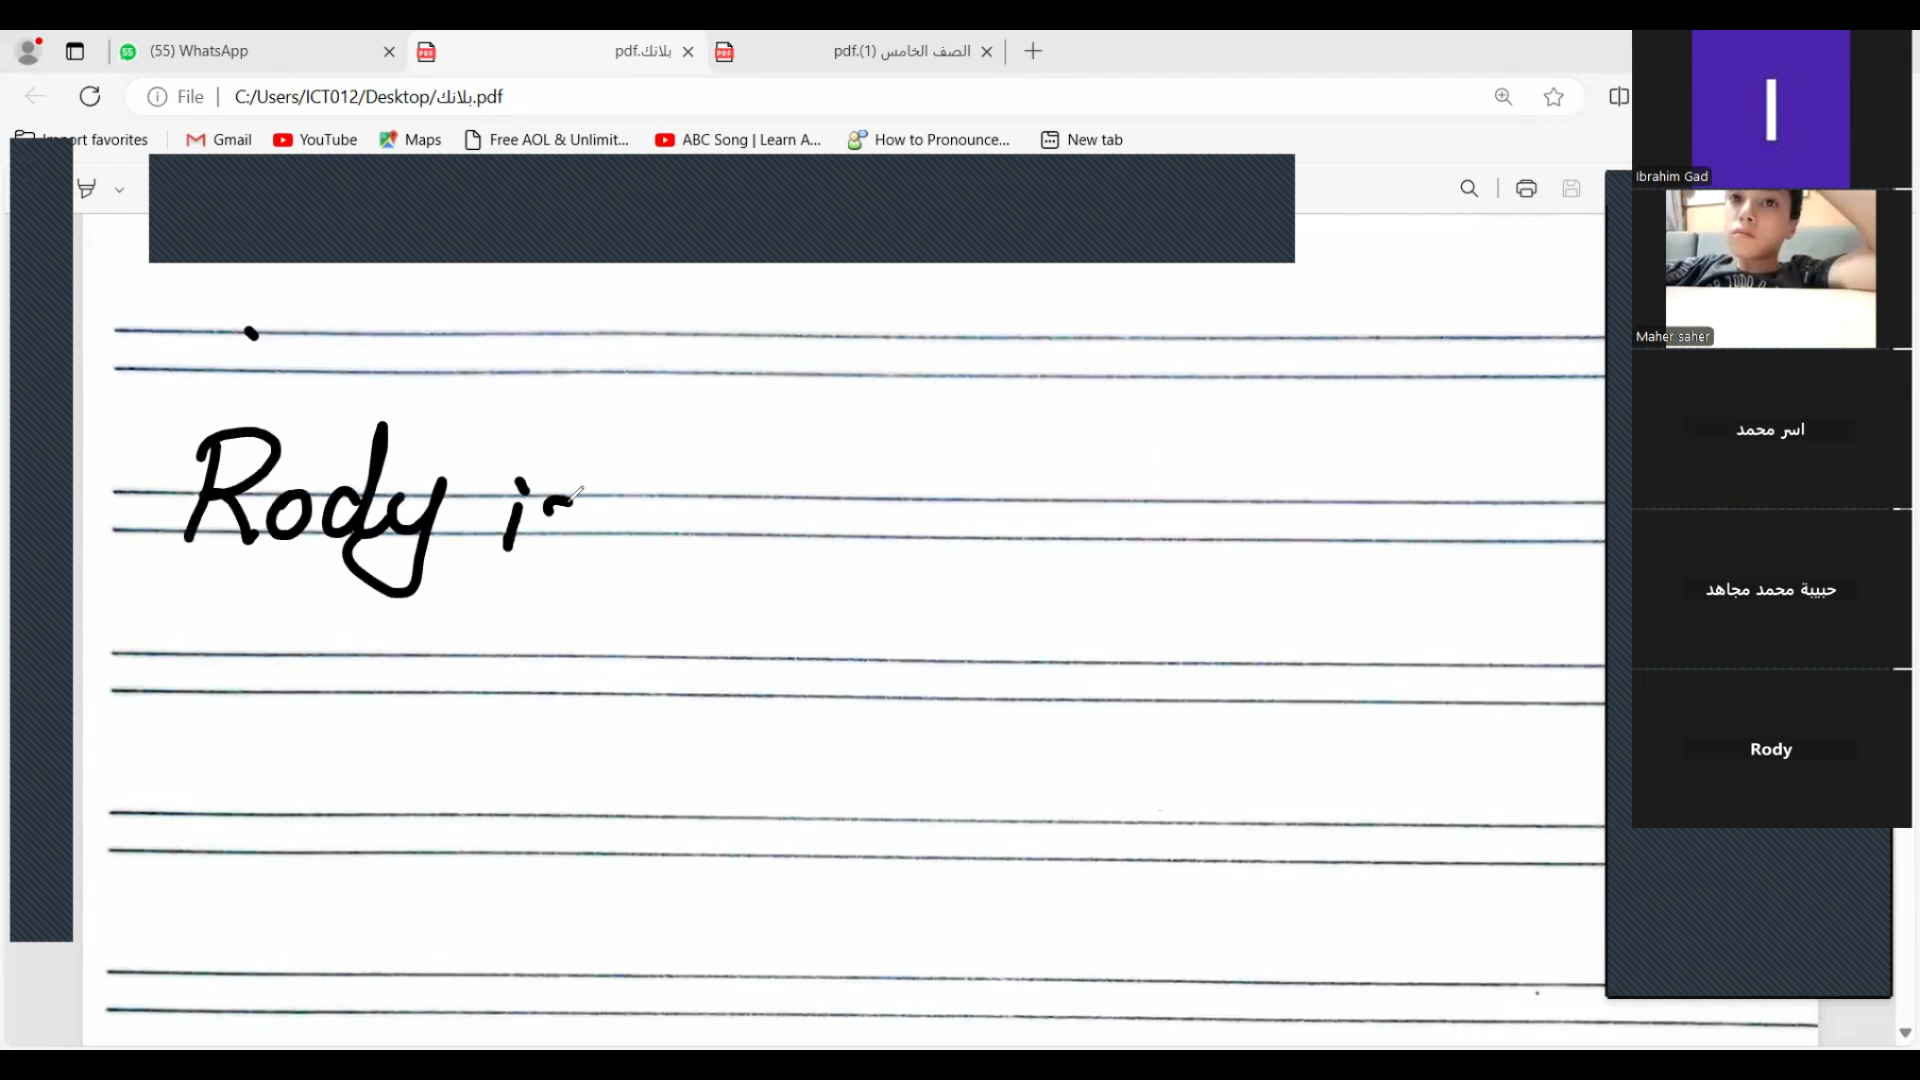 (55) WhatsApp
بلانك.pdf
الصف الخامس (1).pdf
File
C:/Users/ICT012/Desktop/بلانك.pdf
ort favorites
Gmail
YouTube
Maps
Free AOL & Unlimit...
ABC Song | Learn A...
How to Pronounce...
New tab
Rody i
I
Ibrahim Gad
Maher saher
اسر محمد
حبيبة محمد مجاهد
Rody